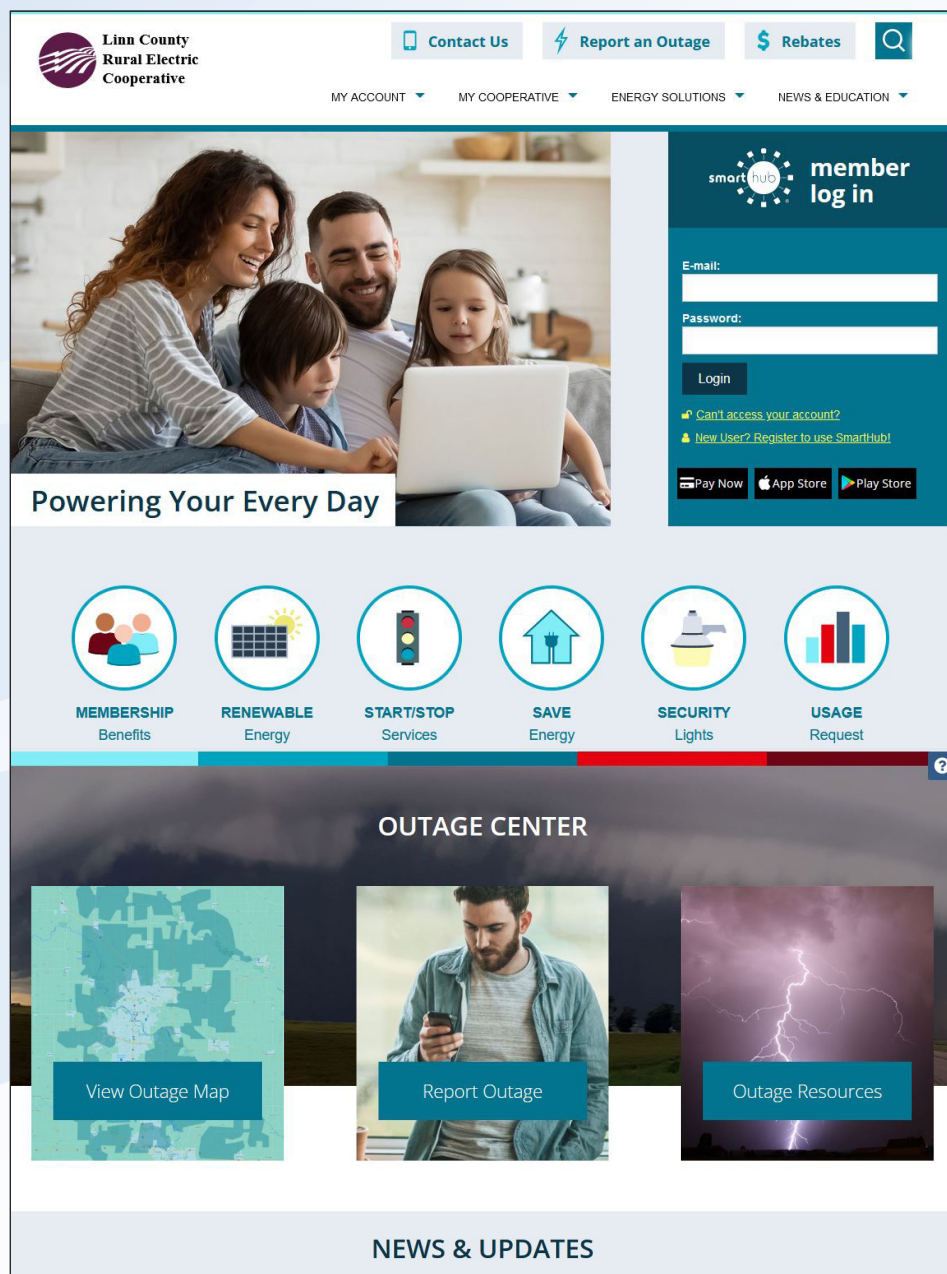 Linn County
Rural Electric
Cooperative
Contact Us
Report an Outage
$ Rebates
MY ACCOUNT
MY COOPERATIVE
ENERGY SOLUTIONS
NEWS & EDUCATION
smart hub
member
log in
E-mail:
Password:
Login
Can't access your account?
New User? Register to use SmartHub!
Pay Now
App Store
Play Store
Powering Your Every Day
MEMBERSHIP
Benefits
RENEWABLE
Energy
START/STOP
Services
SAVE
Energy
SECURITY
Lights
USAGE
Request
?
OUTAGE CENTER
View Outage Map
Report Outage
Outage Resources
NEWS & UPDATES